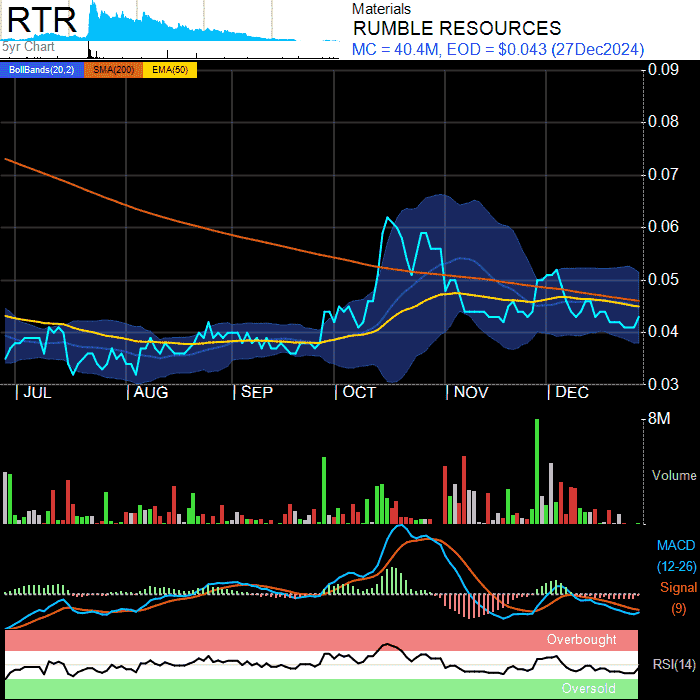 RTR
5yr Chart
Materials
RUMBLE RESOURCES
MC = 40.4M, EOD = $0.043 (27Dec2024)
BollBands(20,2) SMA(200) EMA(50)
0.09
0.08
0.07
0.06
0.05
0.04
0.03
JUL AUG SEP OCT NOV DEC
8M
Volume
MACD
(12-26)
Signal
(9)
Overbought
RSI(14)
Oversold